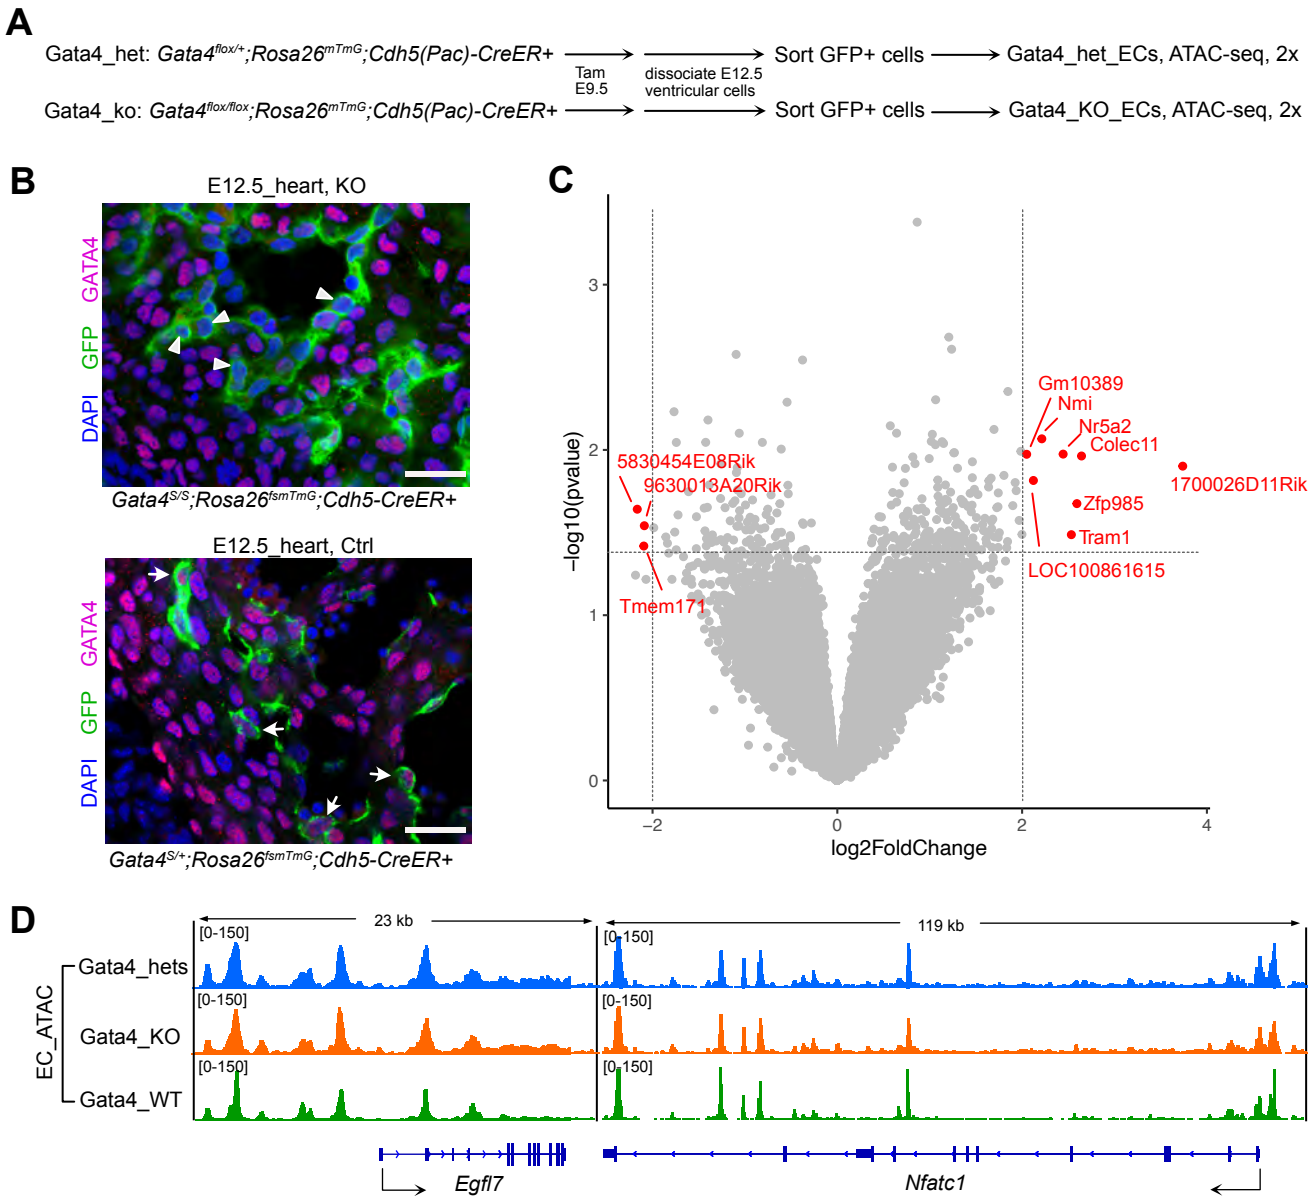 A
Gata4_het: Gata4flox/+;Rosa26mTmG;Cdh5(Pac)-CreER+
Sort GFP+ cells
Gata4_het_ECs, ATAC-seq, 2x
Tam
E9.5
dissociate E12.5
ventricular cells
Gata4_ko: Gata4flox/flox;Rosa26mTmG;Cdh5(Pac)-CreER+
Sort GFP+ cells
Gata4_KO_ECs, ATAC-seq, 2x
B
E12.5_heart, KO
DAPI GFP GATA4
Gata4S/S;Rosa26fsmTmG;Cdh5-CreER+
E12.5_heart, Ctrl
DAPI GFP GATA4
Gata4S/+;Rosa26fsmTmG;Cdh5-CreER+
C
−log10(pvalue)
3
2
1
0
−2
0
2
4
log2FoldChange
5830454E08Rik
9630013A20Rik
Tmem171
Gm10389
Nmi
Nr5a2
Colec11
1700026D11Rik
Zfp985
Tram1
LOC100861615
D
23 kb
119 kb
EC_ATAC
Gata4_hets
[0-150]
[0-150]
Gata4_KO
[0-150]
[0-150]
Gata4_WT
[0-150]
[0-150]
Egfl7
Nfatc1